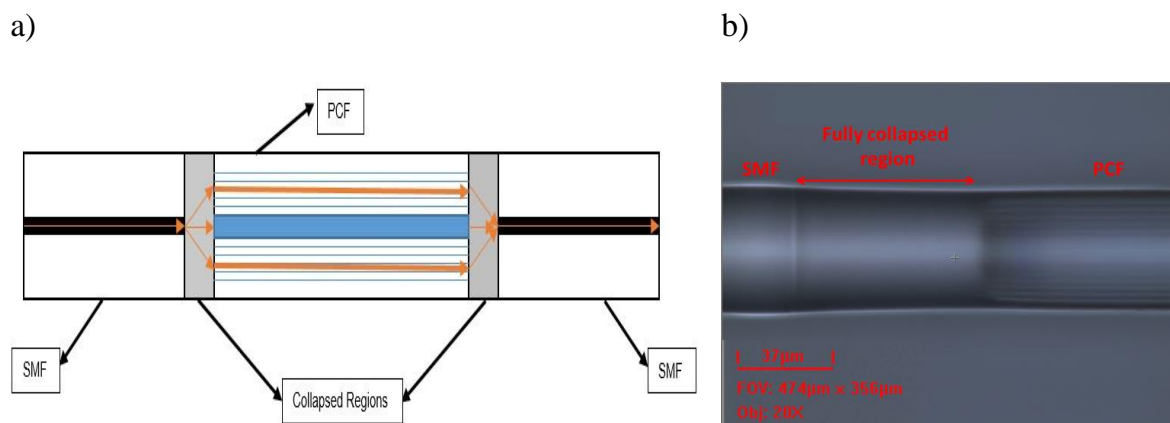 a)
b)
PCF
SMF
Collapsed Regions
SMF
Fully collapsed
region
SMF
PCF
37µm
FOV: 474µm x 356µm
Obj: 20X